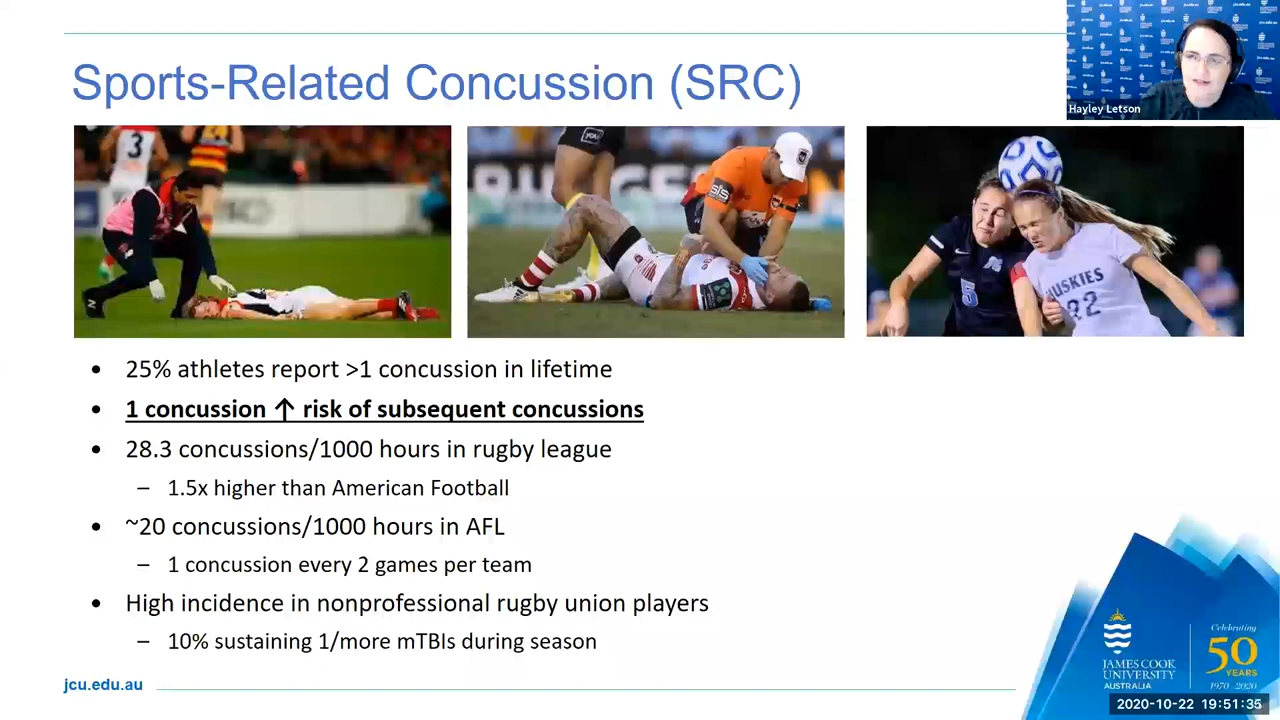 Sports-Related Concussion (SRC)
Hayley Letson
3
SIS
5
HUSKIES
• 25% athletes report >1 concussion in lifetime
• 1 concussion ↑ risk of subsequent concussions
• 28.3 concussions/1000 hours in rugby league
– 1.5x higher than American Football
• ~20 concussions/1000 hours in AFL
– 1 concussion every 2 games per team
• High incidence in nonprofessional rugby union players
– 10% sustaining 1/more mTBIs during season
jcu.edu.au
JAMES COOK
UNIVERSITY
AUSTRALIA
Celebrating
50
YEARS
1970–2020
2020-10-22 19:51:35